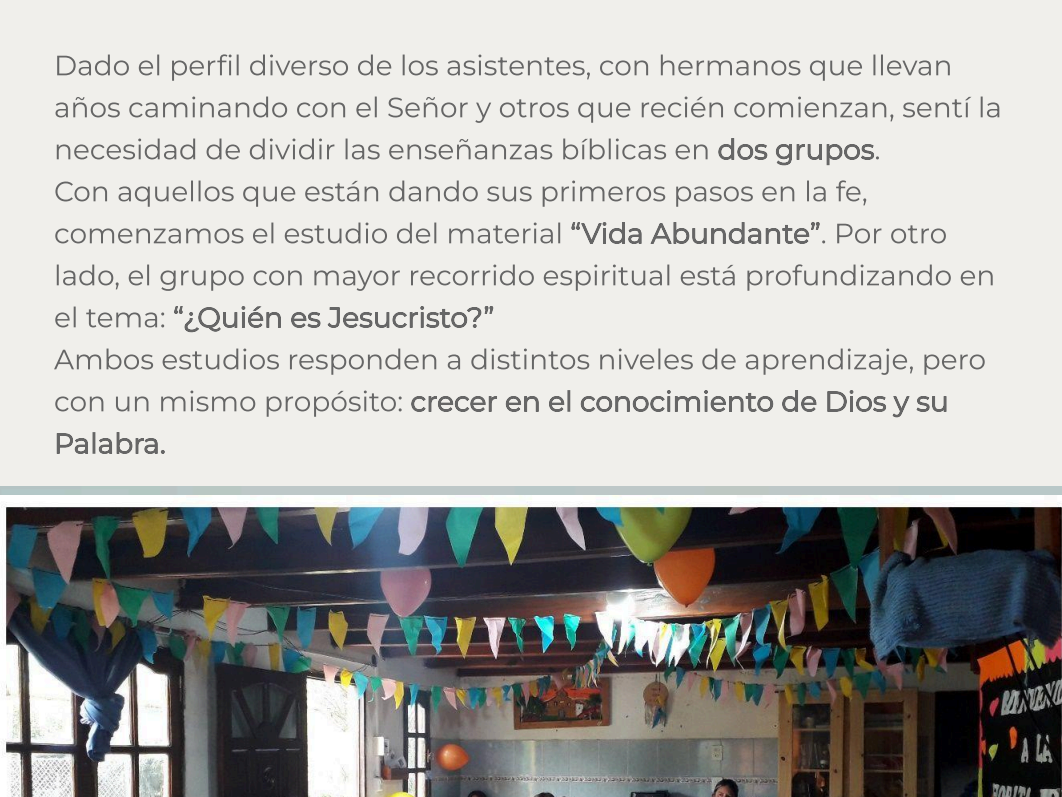 Dado el perfil diverso de los asistentes, con hermanos que llevan
años caminando con el Señor y otros que recién comienzan, sentí la
necesidad de dividir las enseñanzas bíblicas en dos grupos.
Con aquellos que están dando sus primeros pasos en la fe,
comenzamos el estudio del material “Vida Abundante”. Por otro
lado, el grupo con mayor recorrido espiritual está profundizando en
el tema: “¿Quién es Jesucristo?”
Ambos estudios responden a distintos niveles de aprendizaje, pero
con un mismo propósito: crecer en el conocimiento de Dios y su
Palabra.
A LA